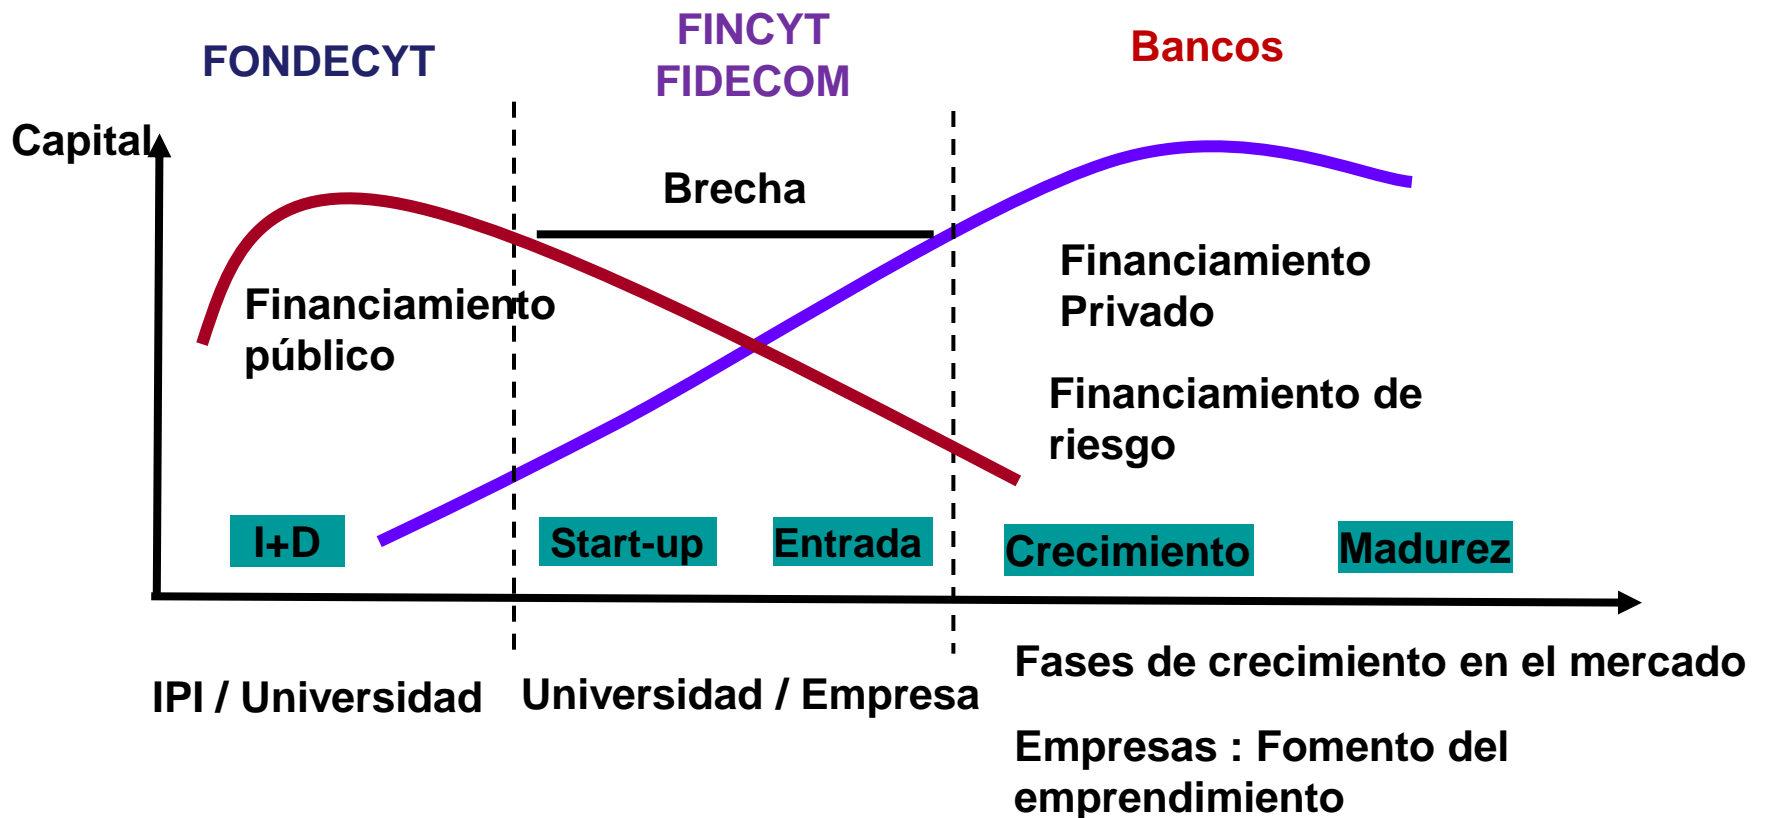 FONDECYT
FINCYT
FIDECOM
Bancos
Capital
Brecha
Financiamiento
público
Financiamiento
Privado
Financiamiento de
riesgo
I+D
Start-up
Entrada
Crecimiento
Madurez
IPI / Universidad
Universidad / Empresa
Fases de crecimiento en el mercado
Empresas : Fomento del
emprendimiento